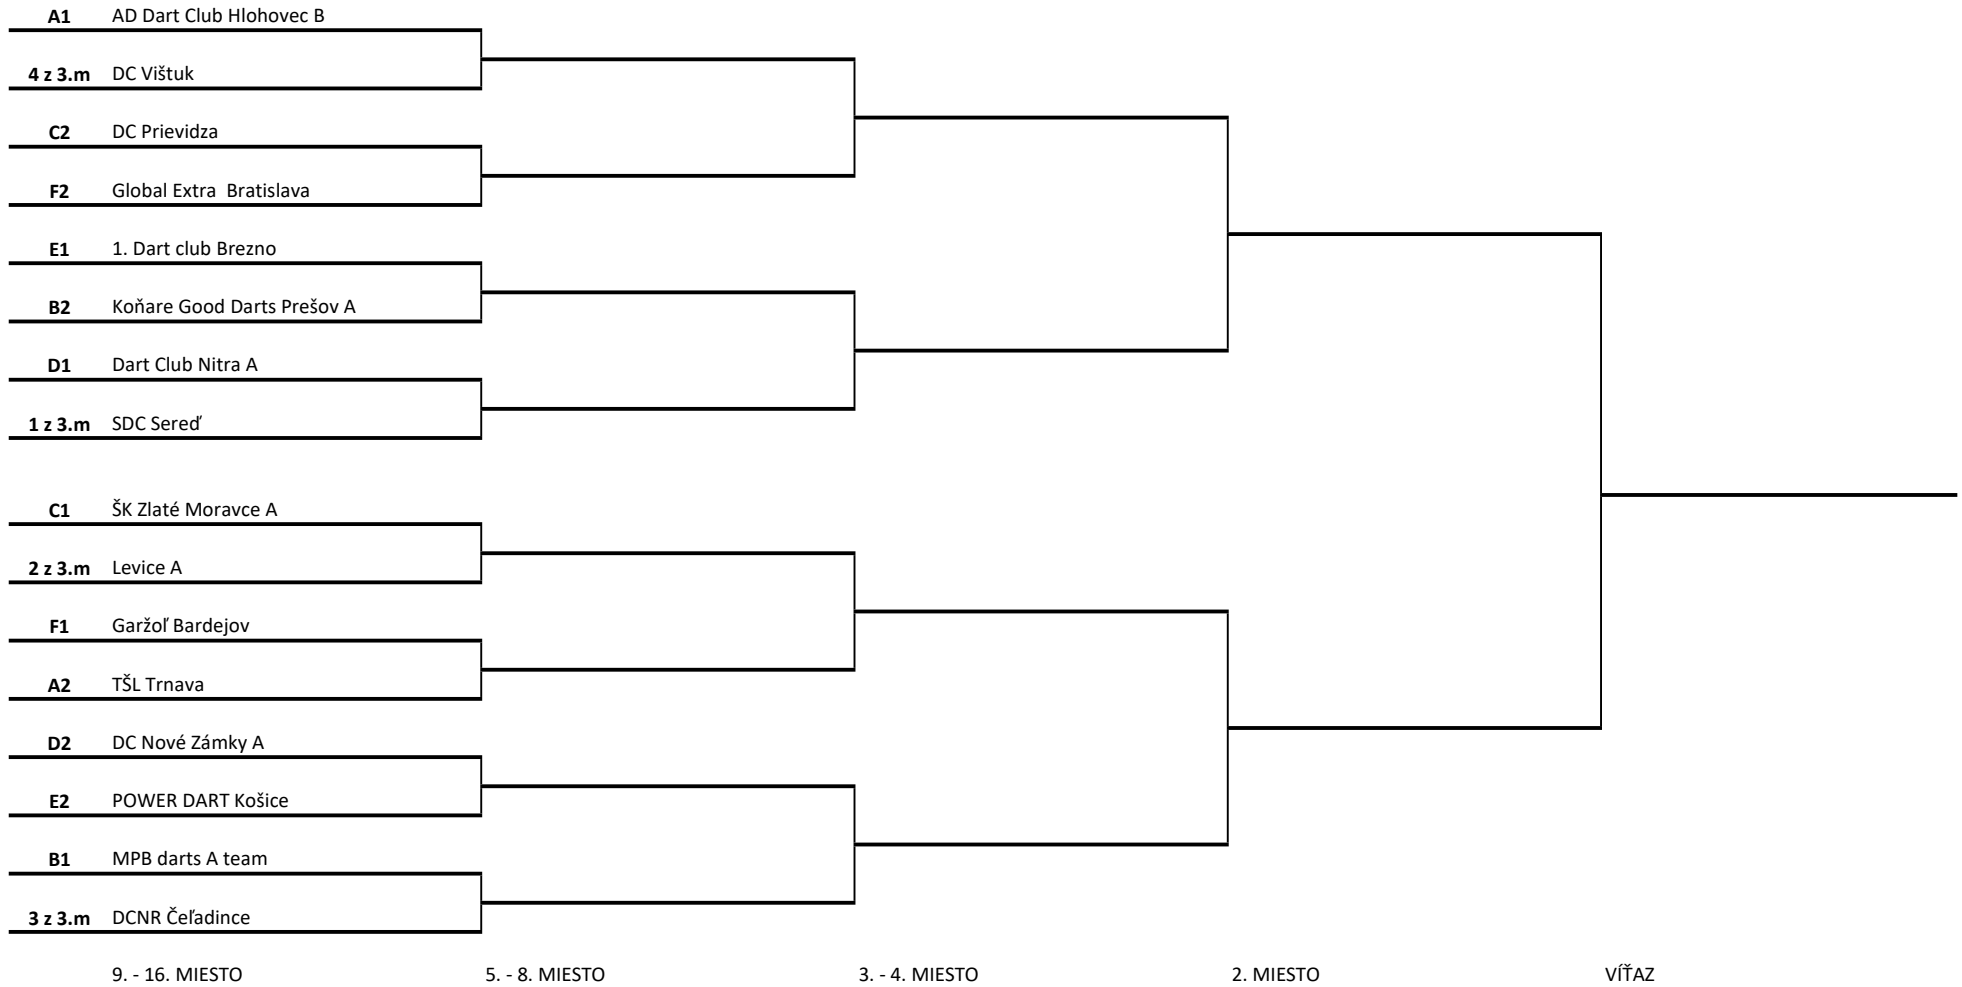 A1 AD Dart Club Hlohovec B
4 z 3.m DC Vištuk
C2 DC Prievidza
F2 Global Extra  Bratislava
E1 1. Dart club Brezno
B2 Koňare Good Darts Prešov A
D1 Dart Club Nitra A
1 z 3.m SDC Sereď
C1 ŠK Zlaté Moravce A
2 z 3.m Levice A
F1 Garžoľ Bardejov
A2 TŠL Trnava
D2 DC Nové Zámky A
E2 POWER DART Košice
B1 MPB darts A team
3 z 3.m DCNR Čeľadince
9. - 16. MIESTO 5. - 8. MIESTO 3. - 4. MIESTO 2. MIESTO VÍŤAZ